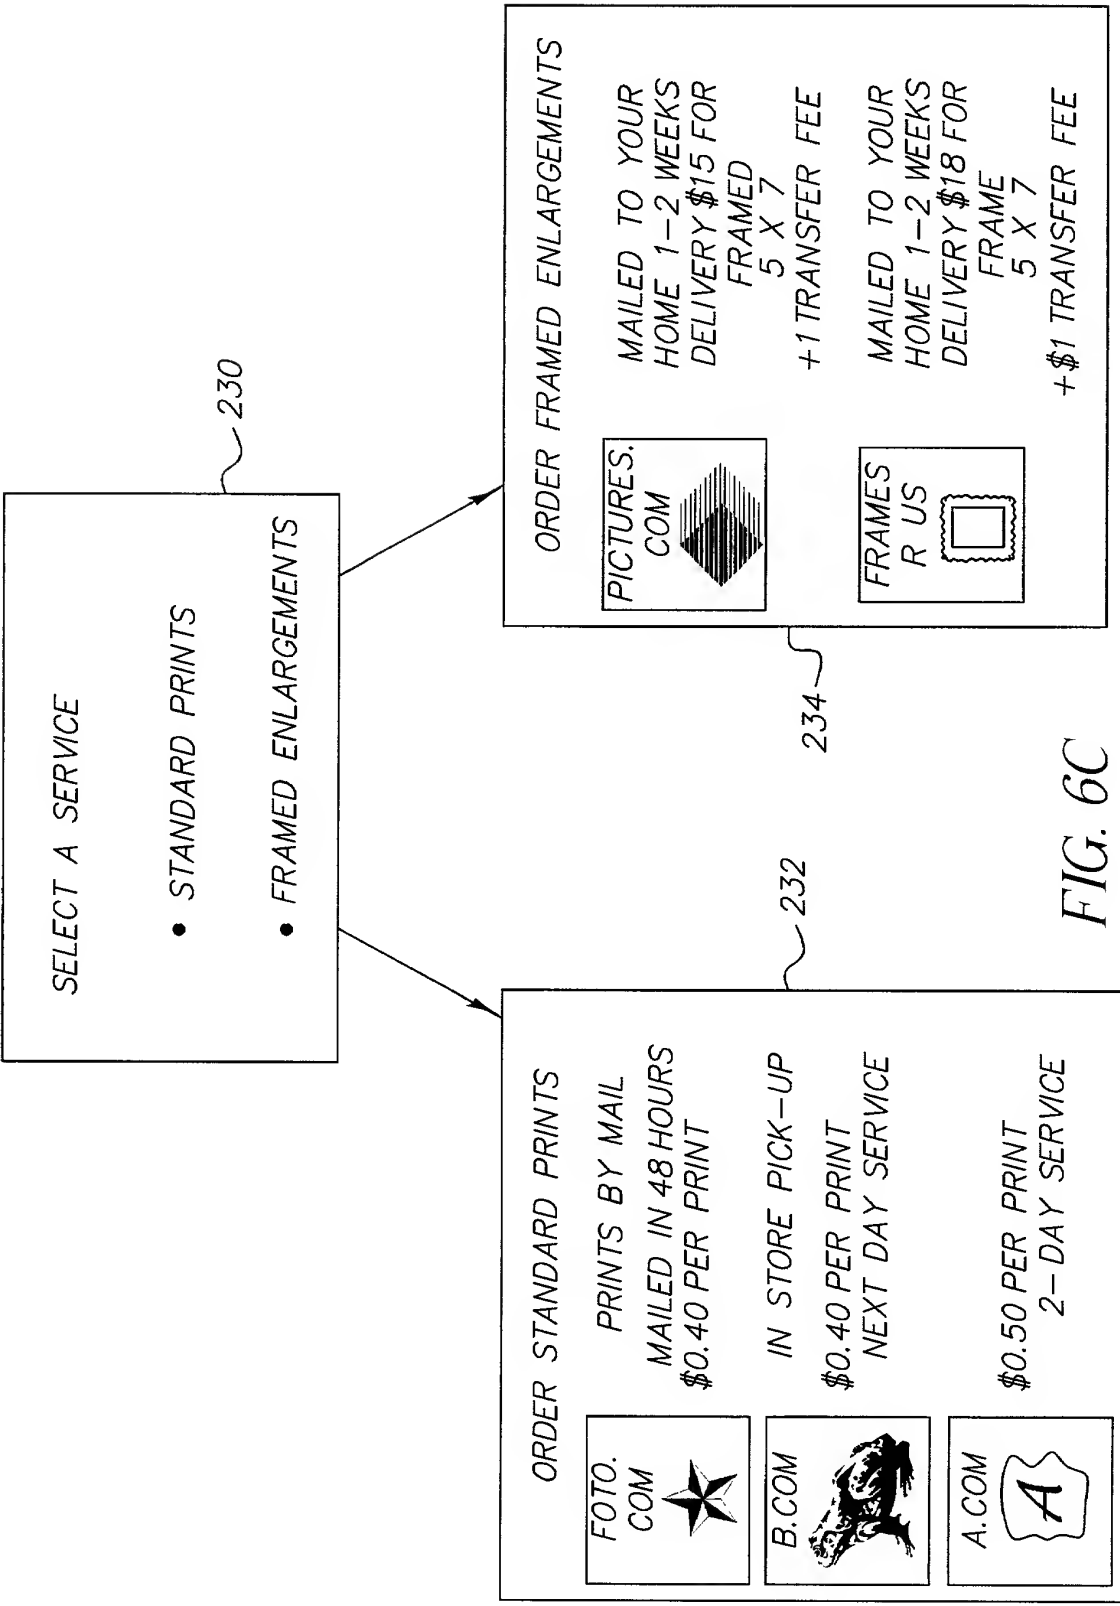 SELECT A SERVICE
• STANDARD PRINTS
• FRAMED ENLARGEMENTS
230
ORDER STANDARD PRINTS
FOTO.
COM
PRINTS BY MAIL
MAILED IN 48 HOURS
$0.40 PER PRINT
B.COM
IN STORE PICK-UP
$0.40 PER PRINT
NEXT DAY SERVICE
A.COM
A
$0.50 PER PRINT
2-DAY SERVICE
232
ORDER FRAMED ENLARGEMENTS
PICTURES.
COM
MAILED TO YOUR
HOME 1-2 WEEKS
DELIVERY $15 FOR
FRAMED
5 X 7
+1 TRANSFER FEE
FRAMES
R US
MAILED TO YOUR
HOME 1-2 WEEKS
DELIVERY $18 FOR
FRAME
5 X 7
+$1 TRANSFER FEE
234
FIG. 6C